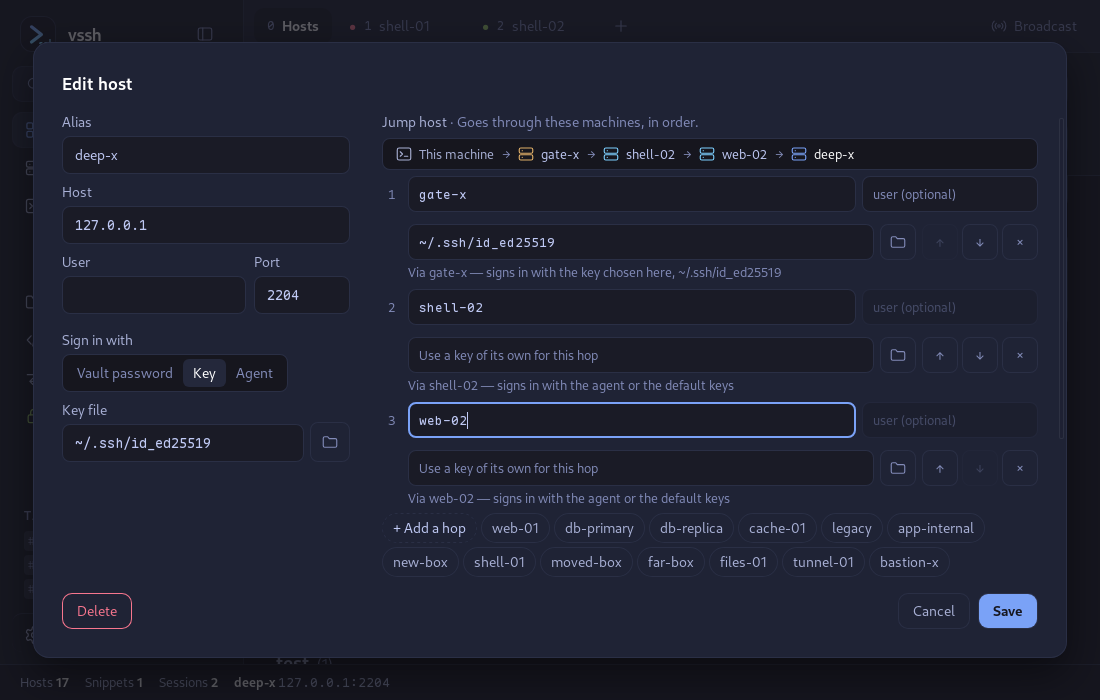 vssh
0 Hosts
1 shell-01
2 shell-02
+
Broadcast
Edit host
Alias
deep-x
Host
127.0.0.1
User
Port
2204
Sign in with
Vault password
Key
Agent
Key file
~/.ssh/id_ed25519
Jump host · Goes through these machines, in order.
This machine → gate-x → shell-02 → web-02 → deep-x
1 gate-x user (optional)
~/.ssh/id_ed25519 ↑ ↓ ×
Via gate-x — signs in with the key chosen here, ~/.ssh/id_ed25519
2 shell-02 user (optional)
Use a key of its own for this hop ↑ ↓ ×
Via shell-02 — signs in with the agent or the default keys
3 web-02 user (optional)
Use a key of its own for this hop ↑ ↓ ×
Via web-02 — signs in with the agent or the default keys
+ Add a hop web-01 db-primary db-replica cache-01 legacy app-internal
new-box shell-01 moved-box far-box files-01 tunnel-01 bastion-x
Delete
Cancel
Save
test (1)
Hosts 17 Snippets 1 Sessions 2 deep-x 127.0.0.1:2204